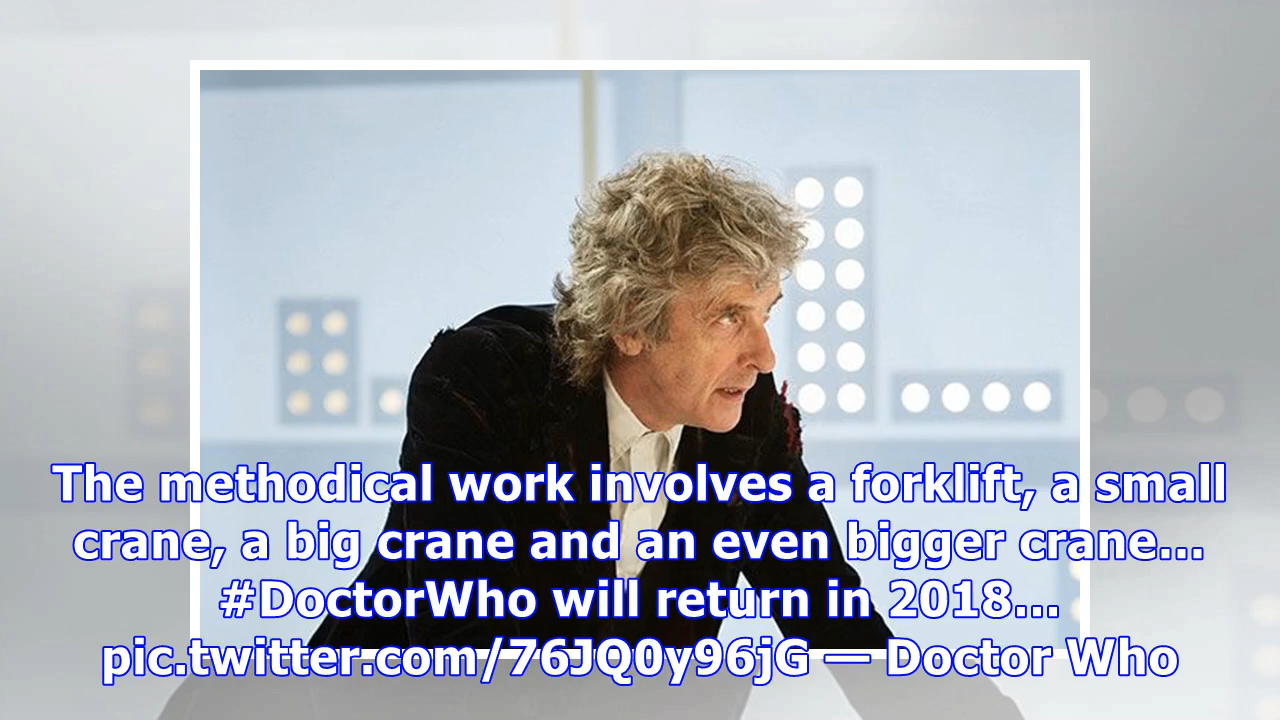 The methodical work involves a forklift, a small
crane, a big crane and an even bigger crane...
#DoctorWho will return in 2018...
pic.twitter.com/76JQ0y96jG — Doctor Who